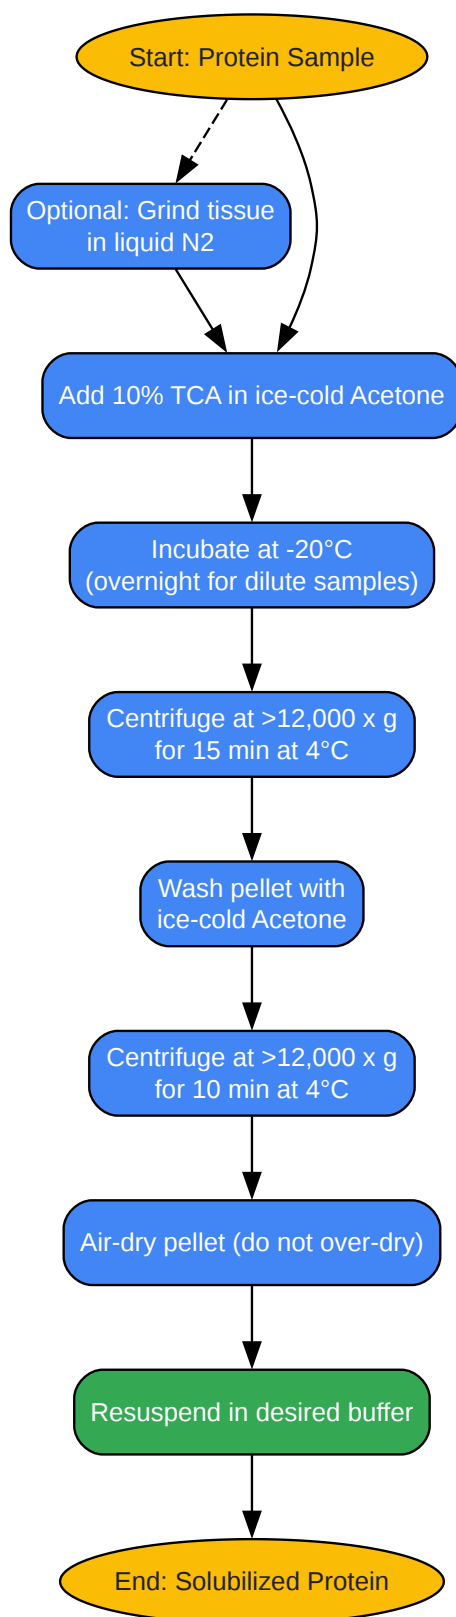 Start: Protein Sample
Optional: Grind tissue
in liquid N2
Add 10% TCA in ice-cold Acetone
Incubate at -20°C
(overnight for dilute samples)
Centrifuge at >12,000 x g
for 15 min at 4°C
Wash pellet with
ice-cold Acetone
Centrifuge at >12,000 x g
for 10 min at 4°C
Air-dry pellet (do not over-dry)
Resuspend in desired buffer
End: Solubilized Protein